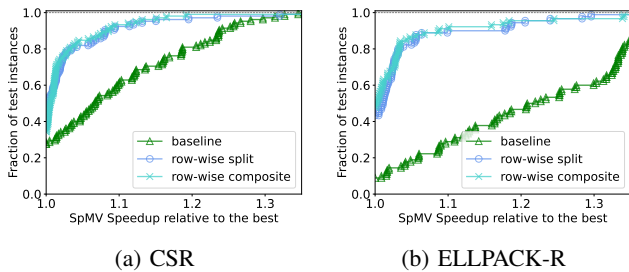 1.0
0.8
0.6
0.4
0.2
0.0
Fraction of test instances
baseline
row-wise split
row-wise composite
1.0 1.1 1.2 1.3
SpMV Speedup relative to the best
(a) CSR
1.0
0.8
0.6
0.4
0.2
0.0
Fraction of test instances
baseline
row-wise split
row-wise composite
1.0 1.1 1.2 1.3
SpMV Speedup relative to the best
(b) ELLPACK-R